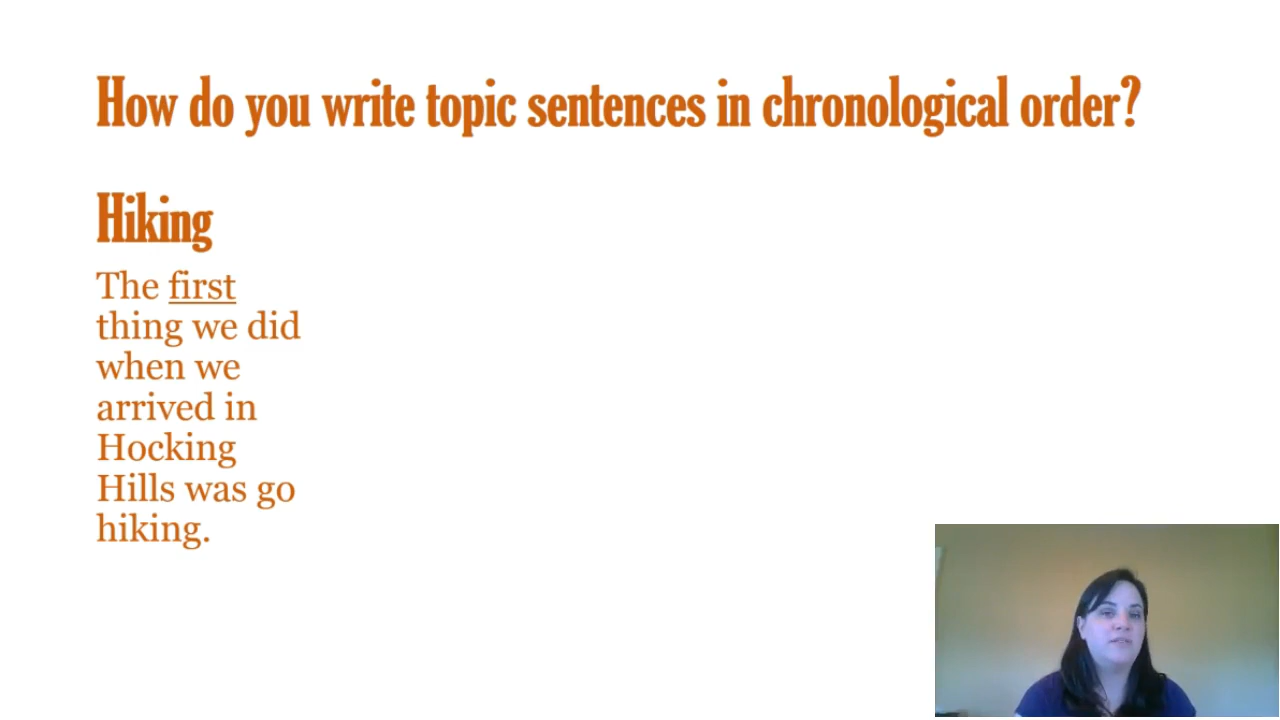 How do you write topic sentences in chronological order?
Hiking
The first
thing we did
when we
arrived in
Hocking
Hills was go
hiking.